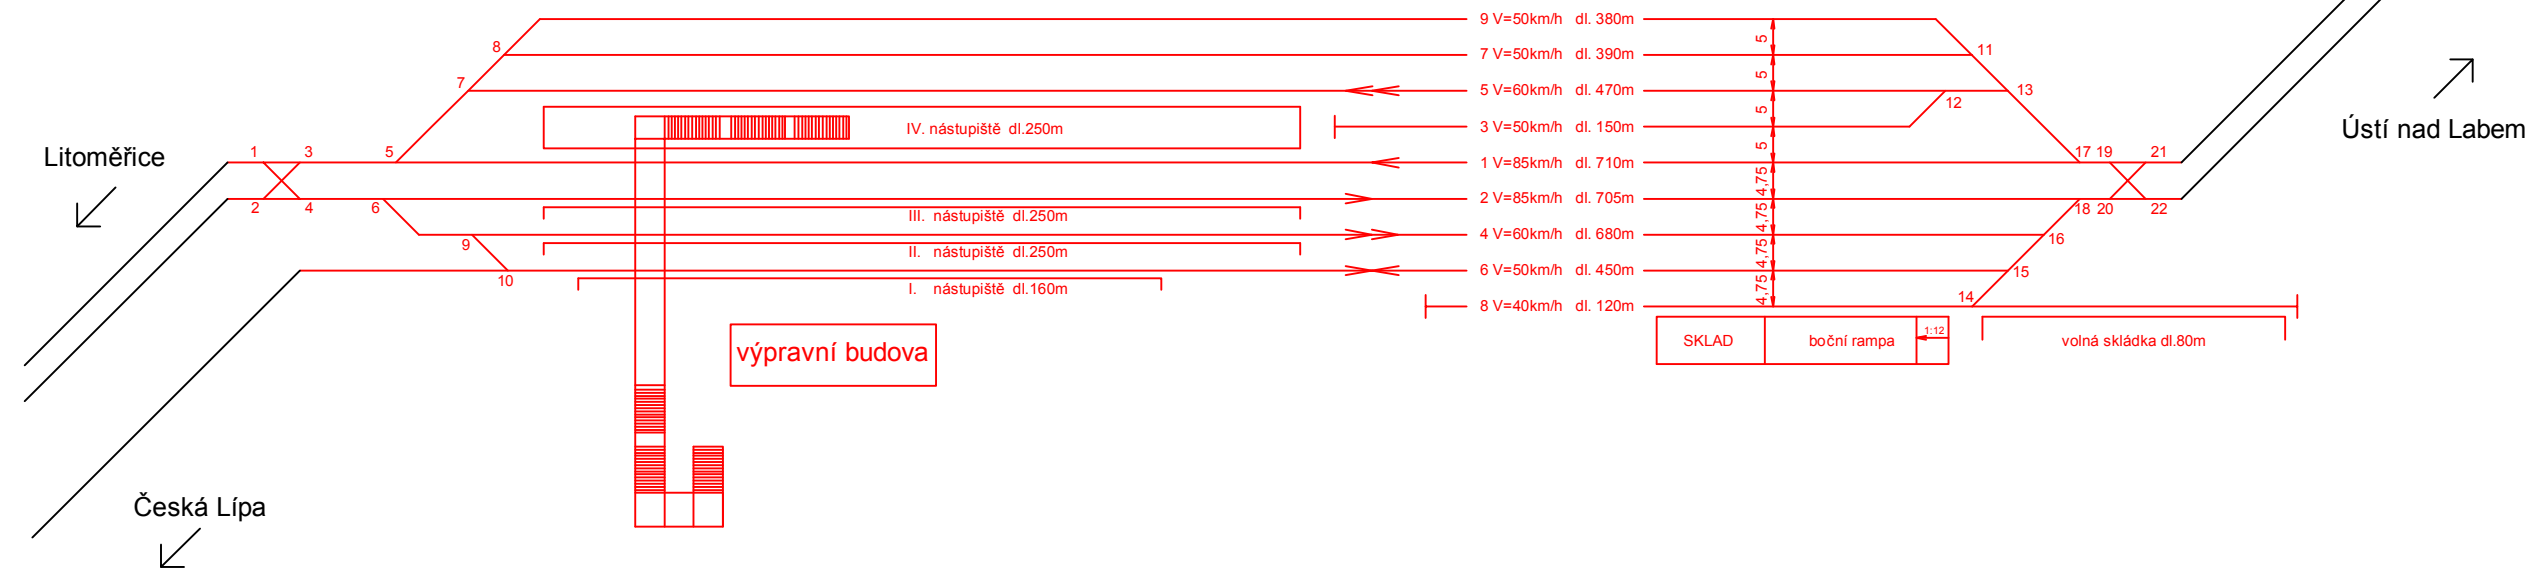 9 V=50km/h dl. 380m
8
7 V=50km/h dl. 390m
11
5
7
5 V=60km/h dl. 470m
5
13
12
IV. nástupiště dl.250m
3 V=50km/h dl. 150m
5
Ústí nad Labem
Litoměřice
1
3
5
1 V=85km/h dl. 710m
5
17
19
21
2
4
6
2 V=85km/h dl. 705m
4,75
18
20
22
III. nástupiště dl.250m
9
4 V=60km/h dl. 680m
4,75
16
II. nástupiště dl.250m
10
6 V=50km/h dl. 450m
4,75
15
I. nástupiště dl.160m
8 V=40km/h dl. 120m
4,75
14
výpravní budova
SKLAD
boční rampa
1:12
volná skládka dl.80m
Česká Lípa